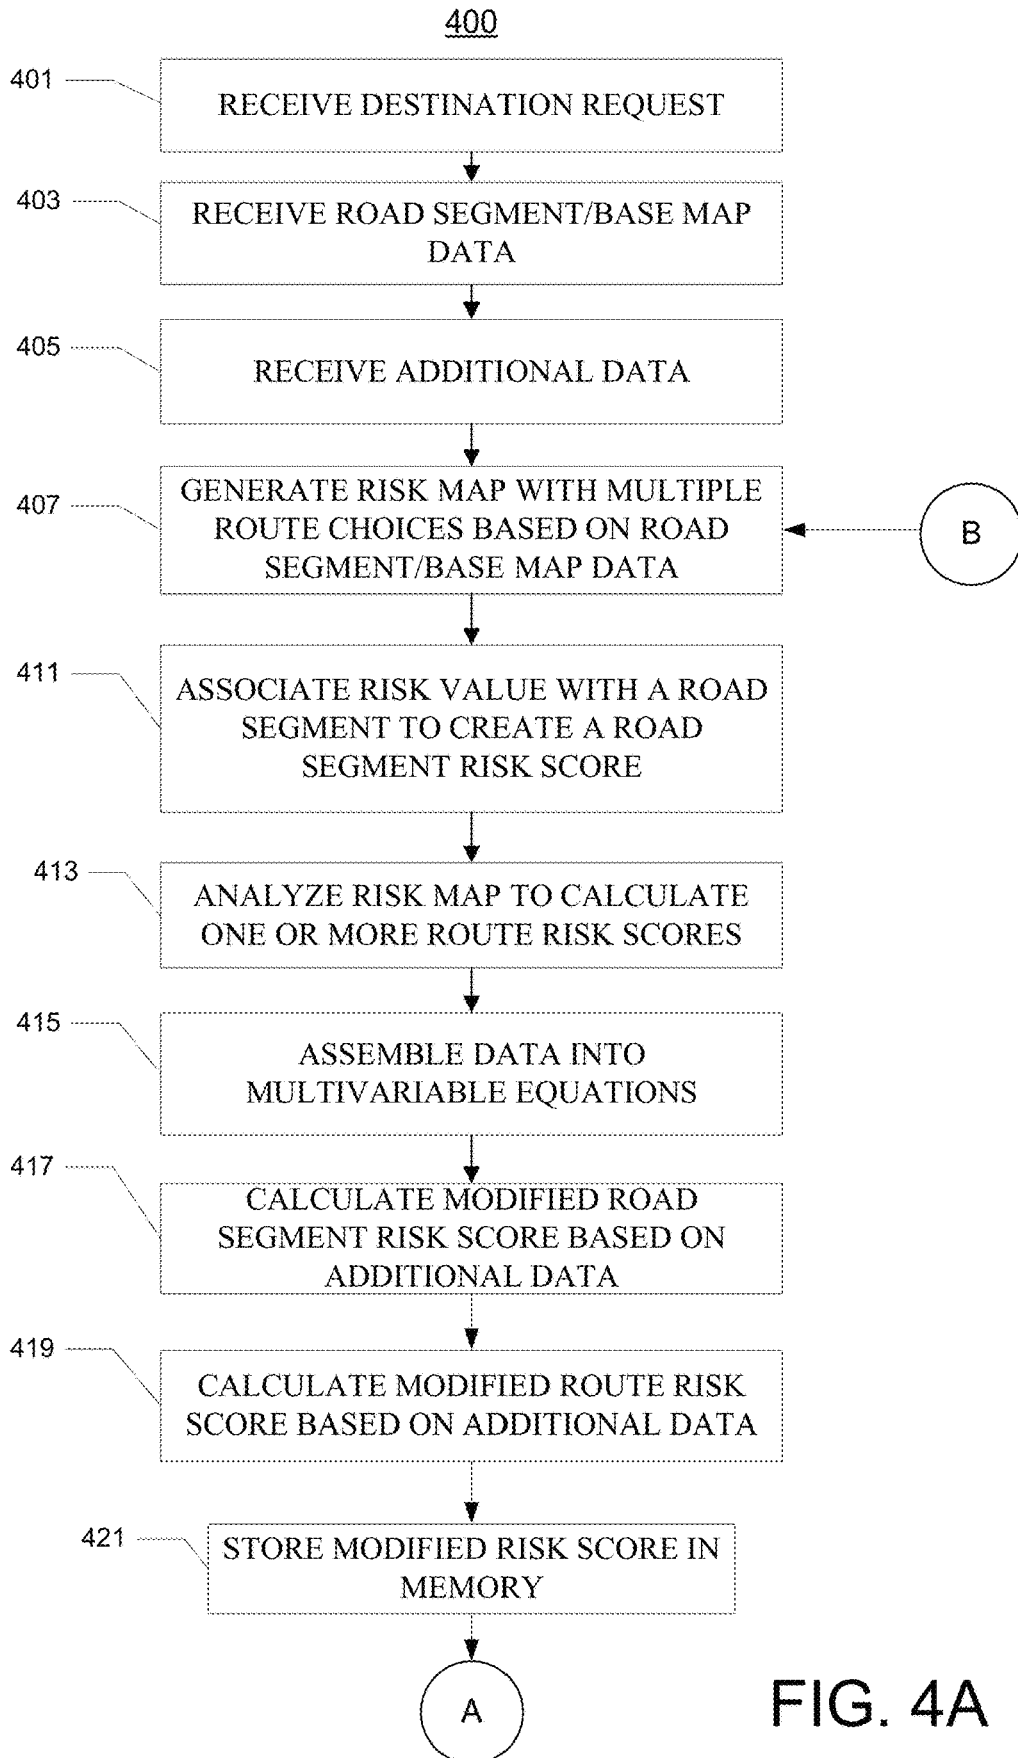 400
401
RECEIVE DESTINATION REQUEST
403
RECEIVE ROAD SEGMENT/BASE MAP
DATA
405
RECEIVE ADDITIONAL DATA
407
GENERATE RISK MAP WITH MULTIPLE
ROUTE CHOICES BASED ON ROAD
SEGMENT/BASE MAP DATA
B
411
ASSOCIATE RISK VALUE WITH A ROAD
SEGMENT TO CREATE A ROAD
SEGMENT RISK SCORE
413
ANALYZE RISK MAP TO CALCULATE
ONE OR MORE ROUTE RISK SCORES
415
ASSEMBLE DATA INTO
MULTIVARIABLE EQUATIONS
417
CALCULATE MODIFIED ROAD
SEGMENT RISK SCORE BASED ON
ADDITIONAL DATA
419
CALCULATE MODIFIED ROUTE RISK
SCORE BASED ON ADDITIONAL DATA
421
STORE MODIFIED RISK SCORE IN
MEMORY
A
FIG. 4A